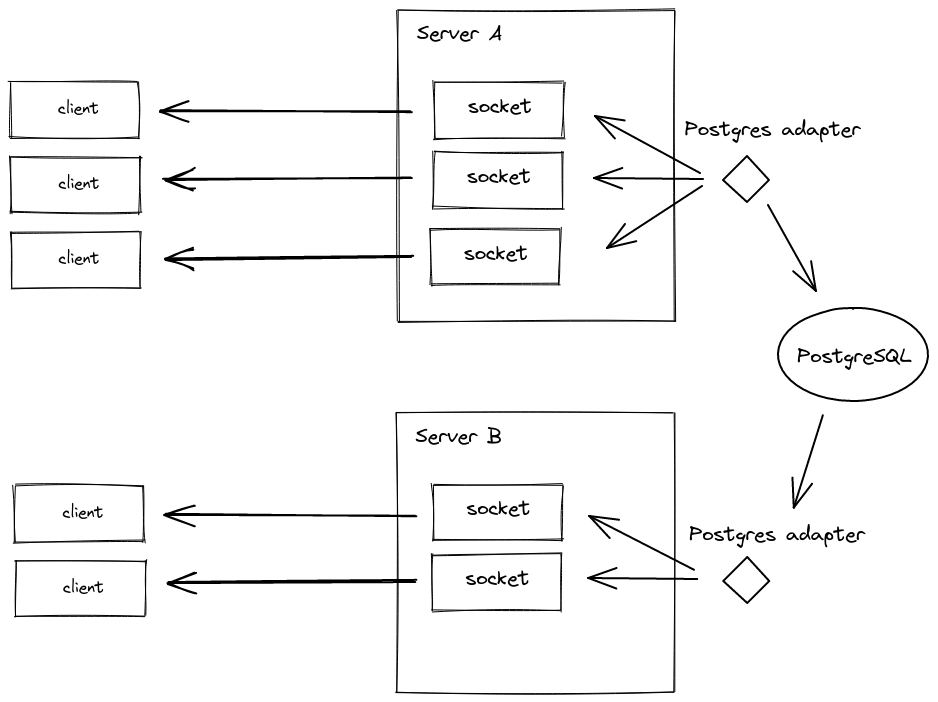 Server A
client
socket
Postgres adapter
client
socket
client
socket
PostgreSQL
Server B
client
socket
Postgres adapter
client
socket